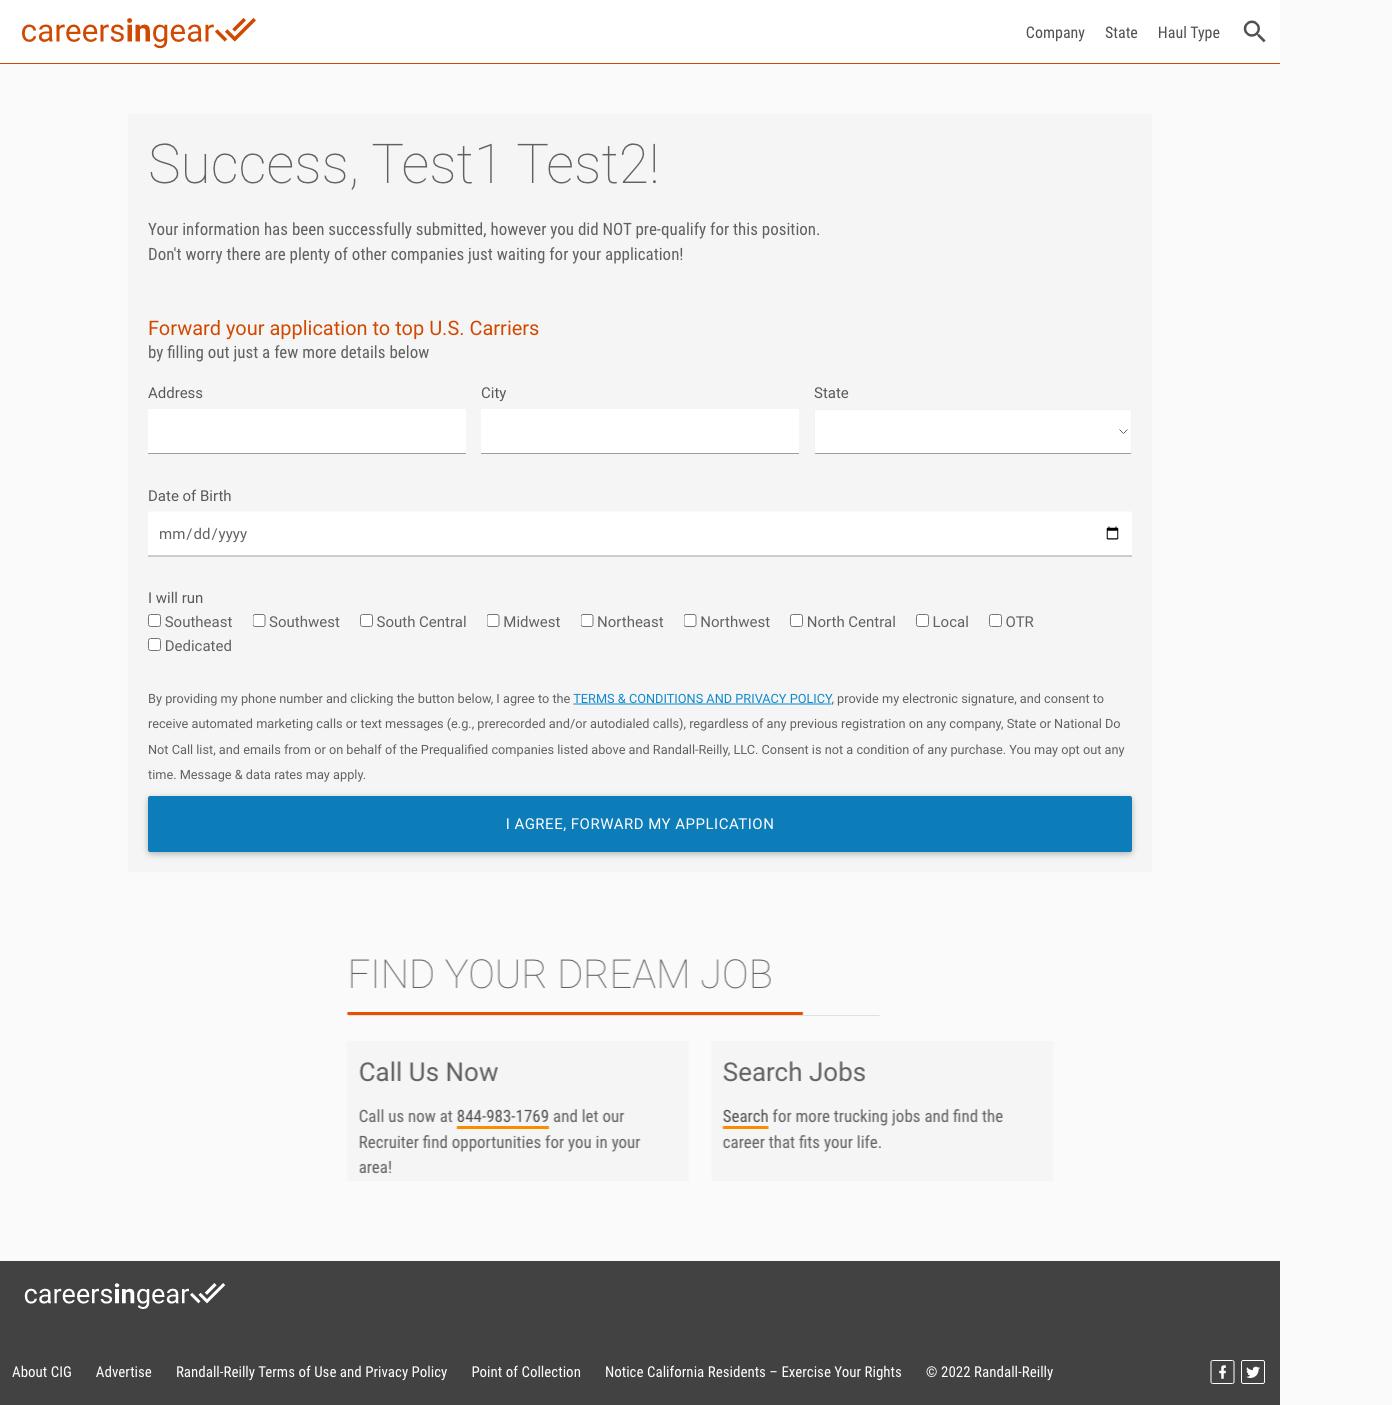 careersingear
Company State Haul Type
Success, Test1 Test2!
Your information has been successfully submitted, however you did NOT pre-qualify for this position.
Don't worry there are plenty of other companies just waiting for your application!
Forward your application to top U.S. Carriers
by filling out just a few more details below
Address City State
Date of Birth
mm/dd/yyyy
I will run
Southeast Southwest South Central Midwest Northeast Northwest North Central Local OTR
Dedicated
By providing my phone number and clicking the button below, I agree to the TERMS & CONDITIONS AND PRIVACY POLICY, provide my electronic signature, and consent to
receive automated marketing calls or text messages (e.g., prerecorded and/or autodialed calls), regardless of any previous registration on any company, State or National Do
Not Call list, and emails from or on behalf of the Prequalified companies listed above and Randall-Reilly, LLC. Consent is not a condition of any purchase. You may opt out any
time. Message & data rates may apply.
I AGREE, FORWARD MY APPLICATION
FIND YOUR DREAM JOB
Call Us Now
Call us now at 844-983-1769 and let our
Recruiter find opportunities for you in your
area!
Search Jobs
Search for more trucking jobs and find the
career that fits your life.
careersingear
About CIG Advertise Randall-Reilly Terms of Use and Privacy Policy Point of Collection Notice California Residents – Exercise Your Rights © 2022 Randall-Reilly